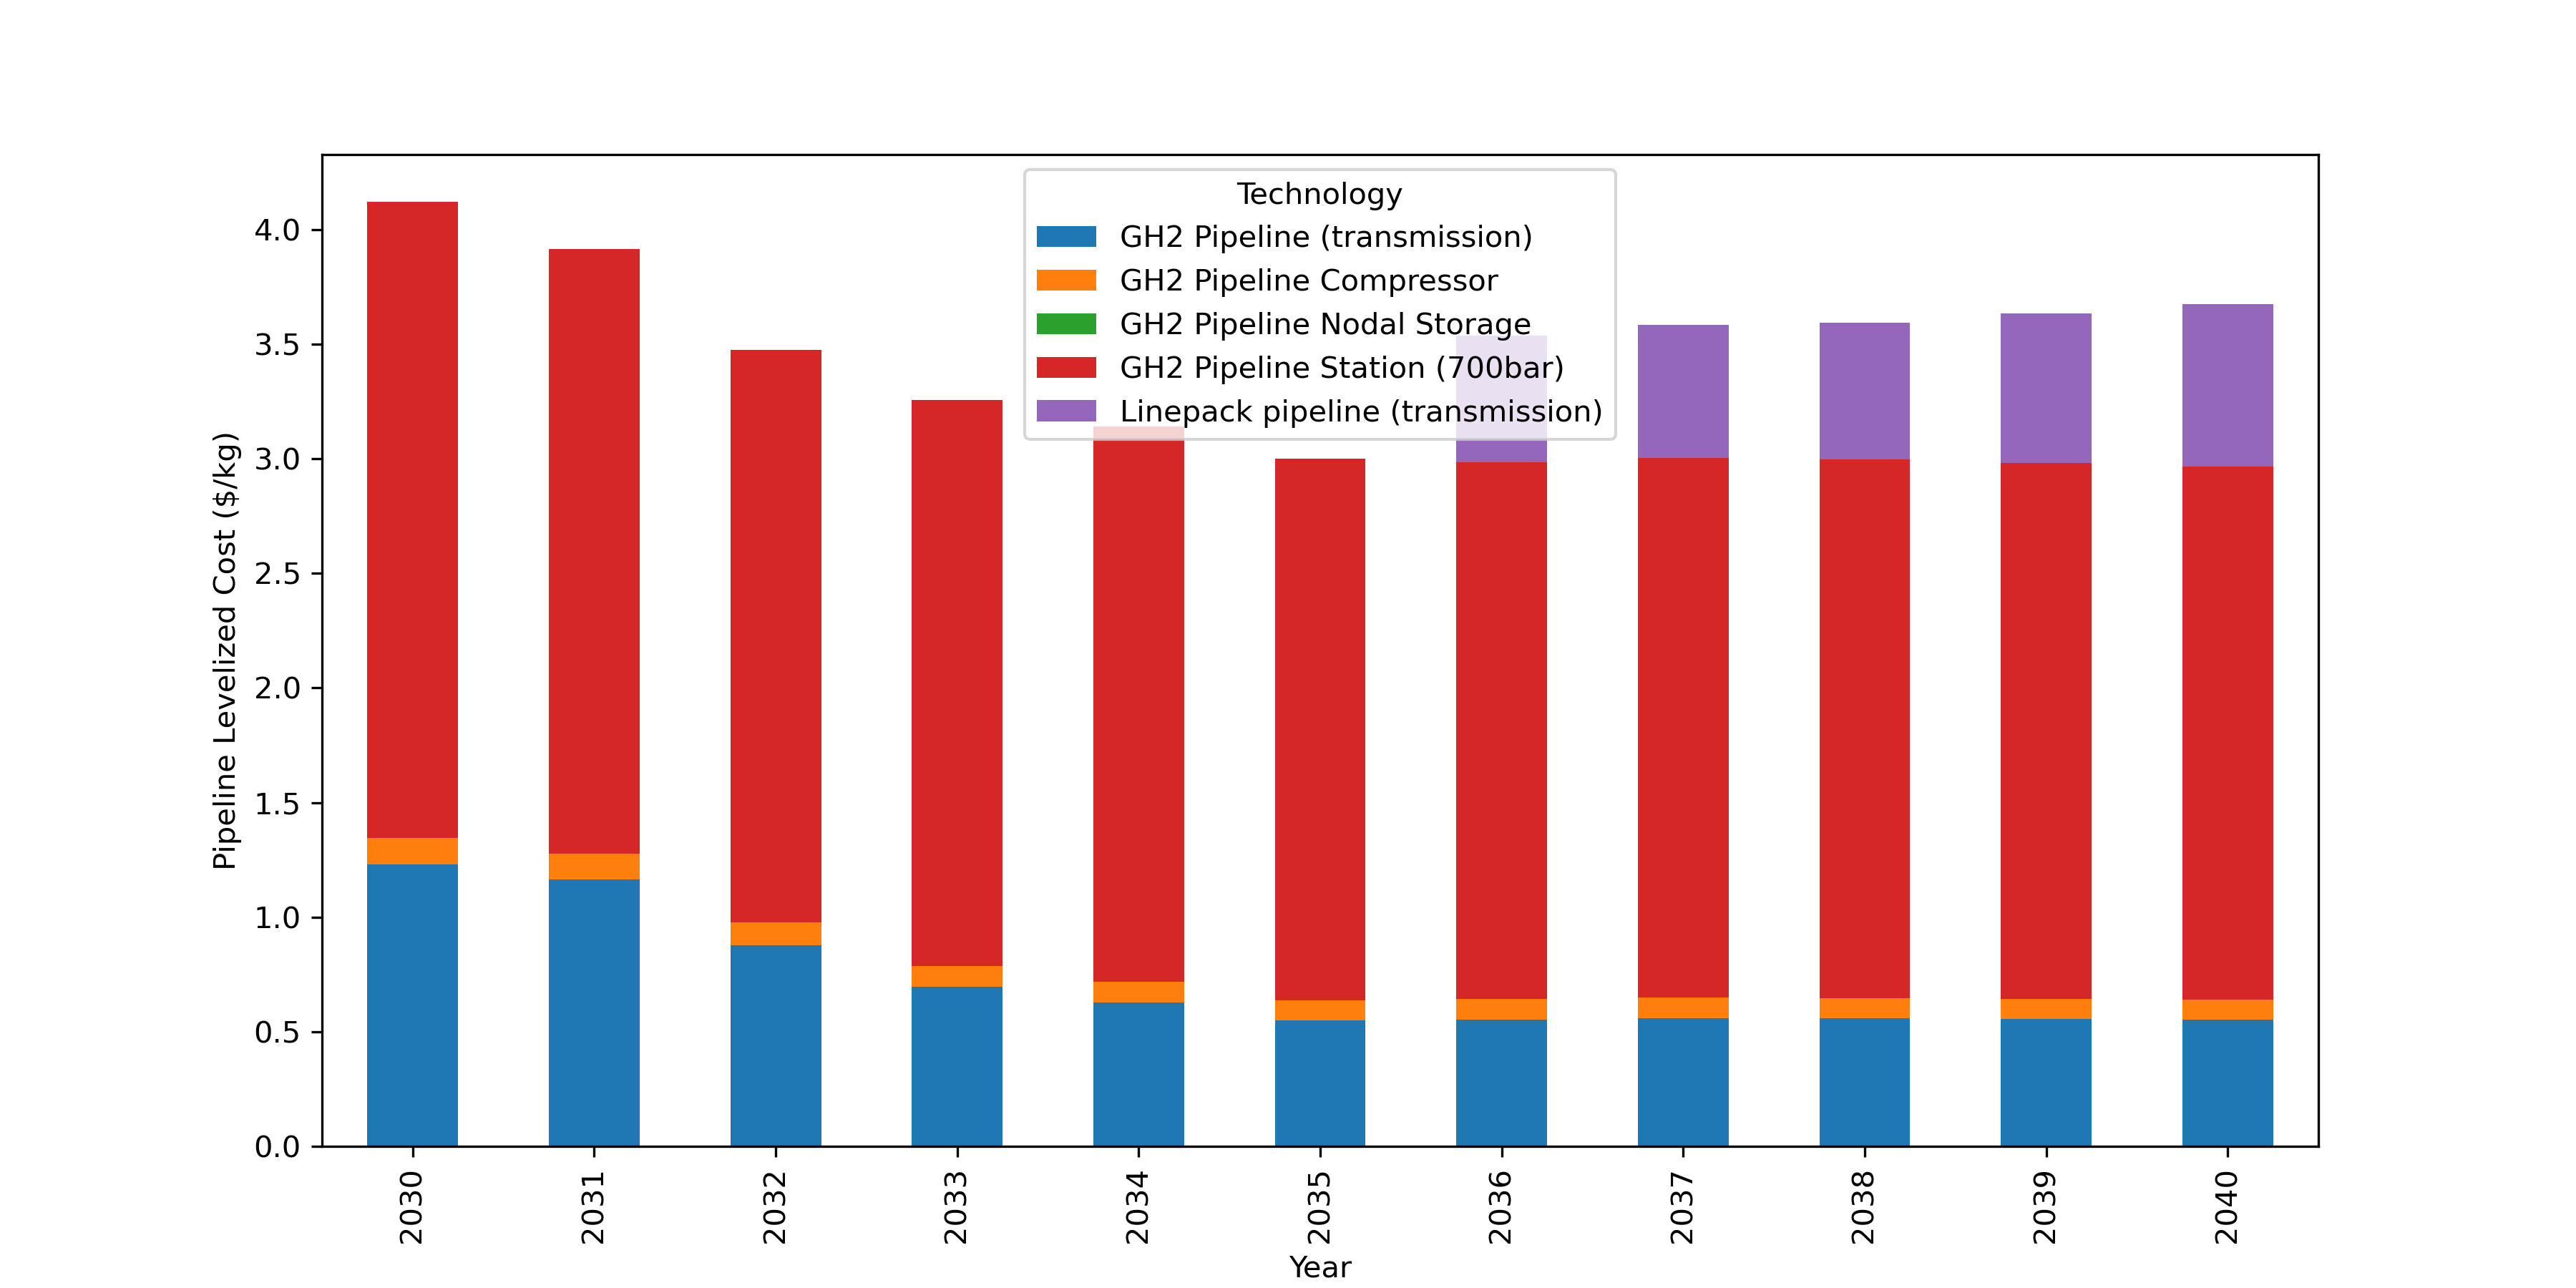 Technology
GH2 Pipeline (transmission)
GH2 Pipeline Compressor
GH2 Pipeline Nodal Storage
GH2 Pipeline Station (700bar)
Linepack pipeline (transmission)
Pipeline Levelized Cost ($/kg)
4.0
3.5
3.0
2.5
2.0
1.5
1.0
0.5
0.0
2030
2031
2032
2033
2034
2035
2036
2037
2038
2039
2040
Year